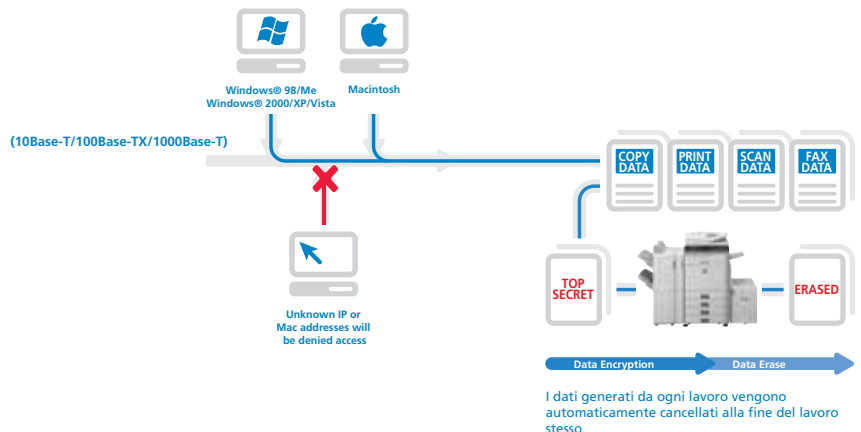 Windows® 98/Me
Windows® 2000/XP/Vista
Macintosh
(10Base-T/100Base-TX/1000Base-T)
COPY
DATA
PRINT
DATA
SCAN
DATA
FAX
DATA
TOP
SECRET
ERASED
Unknown IP or
Mac addresses will
be denied access
Data Encryption
Data Erase
I dati generati da ogni lavoro vengono
automaticamente cancellati alla fine del lavoro
stesso